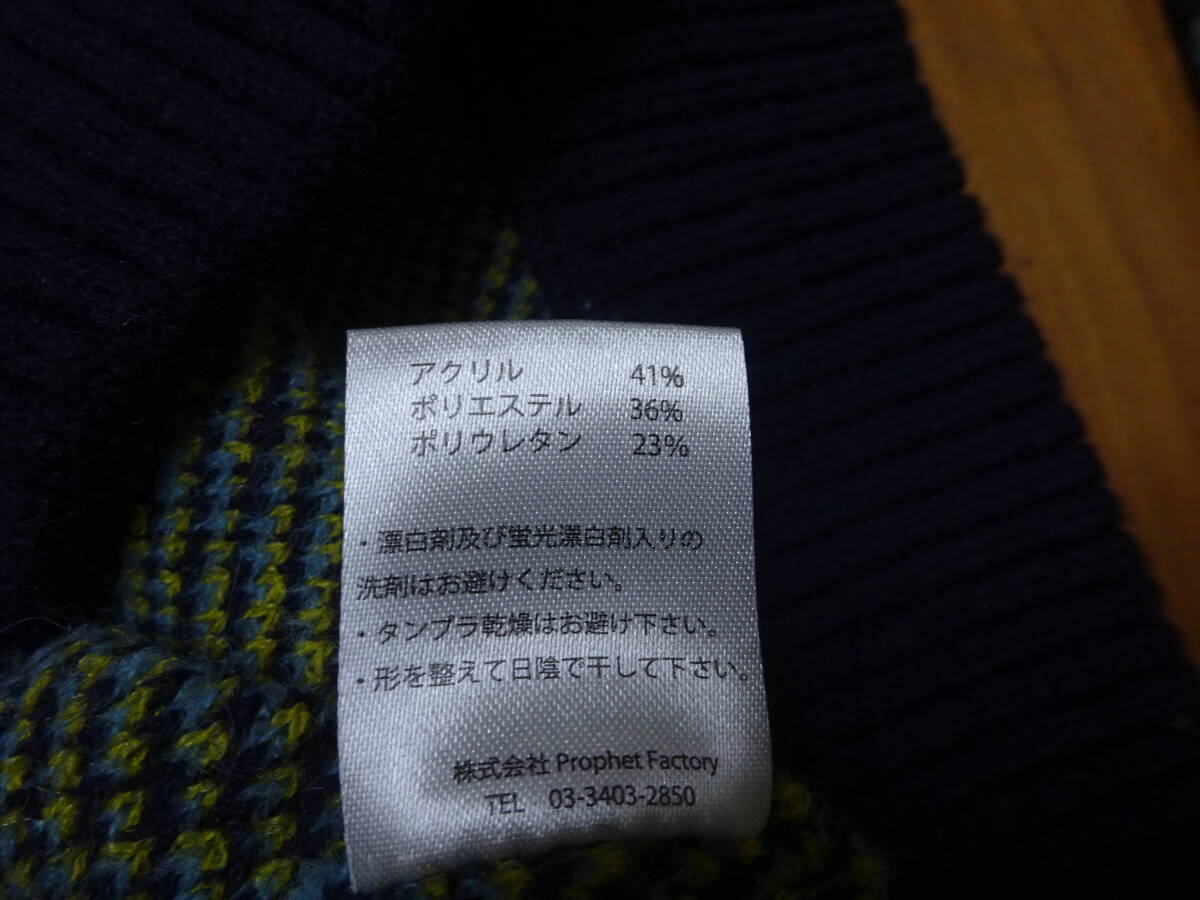 アクリル 41%
ポリエステル 36%
ポリウレタン 23%
・漂白剤及び蛍光漂白剤入りの
洗剤はお避けください。
・タンブラ乾燥はお避け下さい。
・形を整えて日陰で干して下さい。
株式会社 Prophet Factory
TEL 03-3403-2850